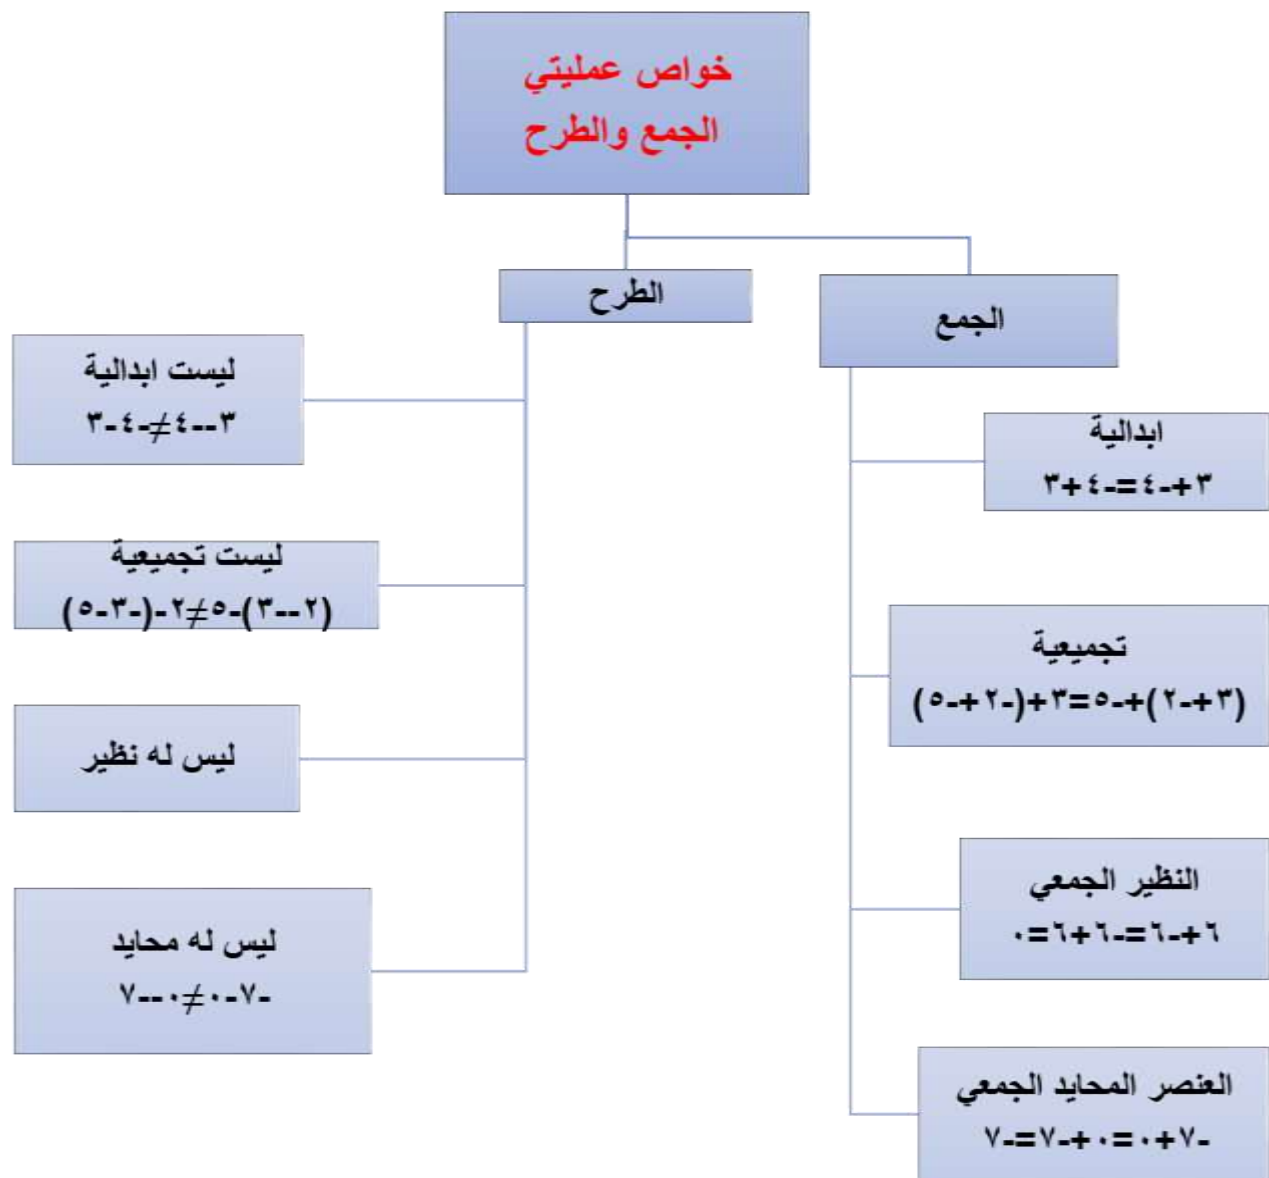 خواص عمليتي
الجمع والطرح
الجمع
ابدالية
٣+-٤=-٤+٣
تجميعية
(٣+-٢)+-٥=٣+(-٢+-٥)
النظير الجمعي
٦+-٦=-٦+٦=٠
العنصر المحايد الجمعي
-٧+٠=٠+-٧=-٧
الطرح
ليست ابدالية
٣--٤≠-٤-٣
ليست تجميعية
(٢--٣)-٥≠٢-(-٣-٥)
ليس له نظير
ليس له محايد
-٧-٠≠٠--٧